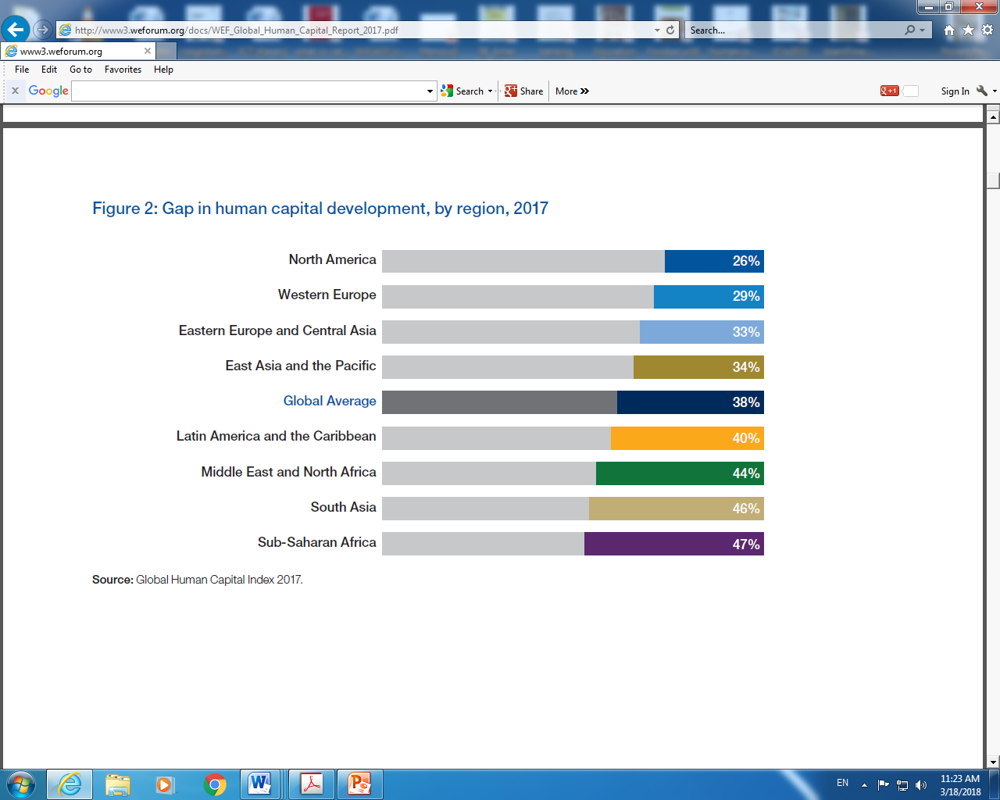 http://www3.weforum.org/docs/WEF_Global_Human_Capital_Report_2017.pdf
Search...
www3.weforum.org
File Edit Go to Favorites Help
x Google Search Share More »
g+1
Sign In
Figure 2: Gap in human capital development, by region, 2017
North America 26%
Western Europe 29%
Eastern Europe and Central Asia 33%
East Asia and the Pacific 34%
Global Average 38%
Latin America and the Caribbean 40%
Middle East and North Africa 44%
South Asia 46%
Sub-Saharan Africa 47%
Source: Global Human Capital Index 2017.
EN
11:23 AM
3/18/2018